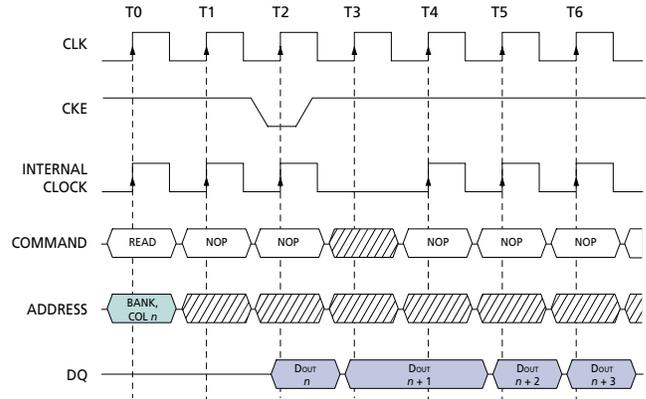 T0 T1 T2 T3 T4 T5 T6
CLK
CKE
INTERNAL
CLOCK
COMMAND READ NOP NOP NOP NOP NOP
ADDRESS BANK,
COL n
DQ DOUT DOUT DOUT DOUT
n n + 1 n + 2 n + 3